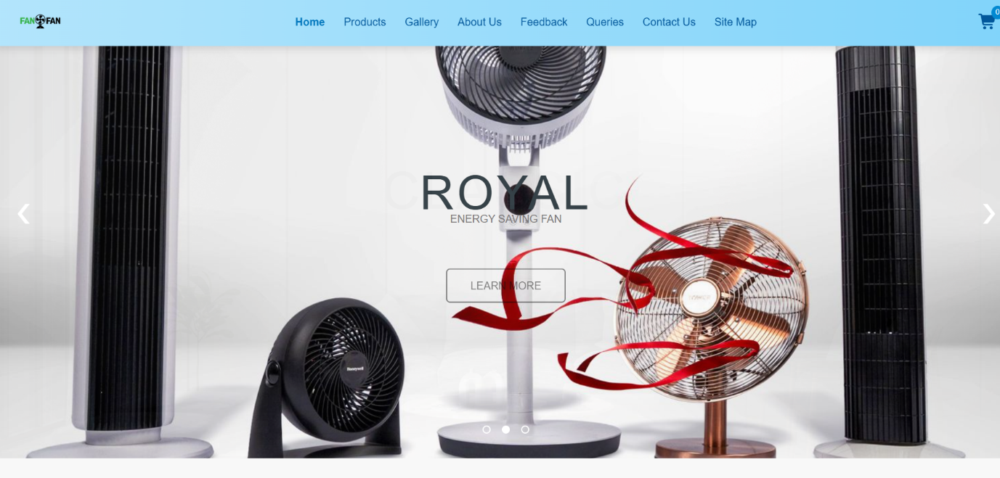 FAN FAN
Home
Products
Gallery
About Us
Feedback
Queries
Contact Us
Site Map
0
ROYAL
ENERGY SAVING FAN
LEARN MORE
Honeywell